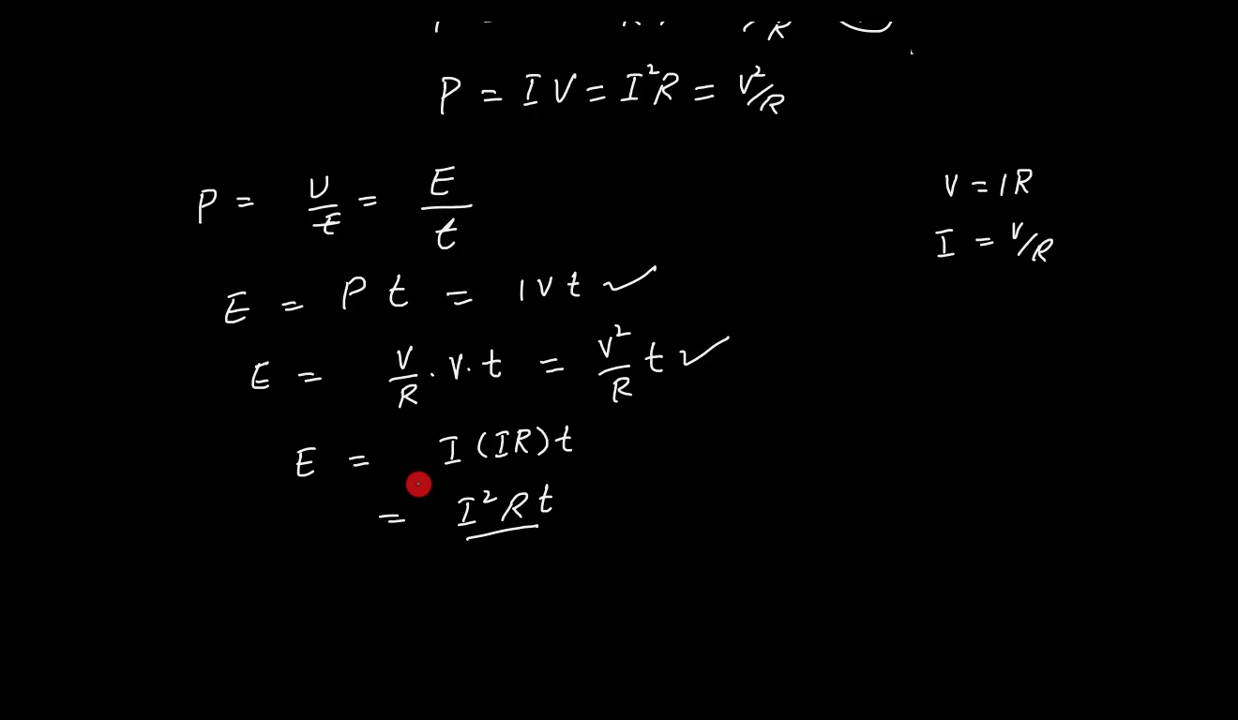 P = IV = I²R = V²/R
P = U/t = E/t
V = IR
I = V/R
E = Pt = IVt ✓
E = V/R · V · t = V²/R t ✓
E = I(IR)t
= I²Rt